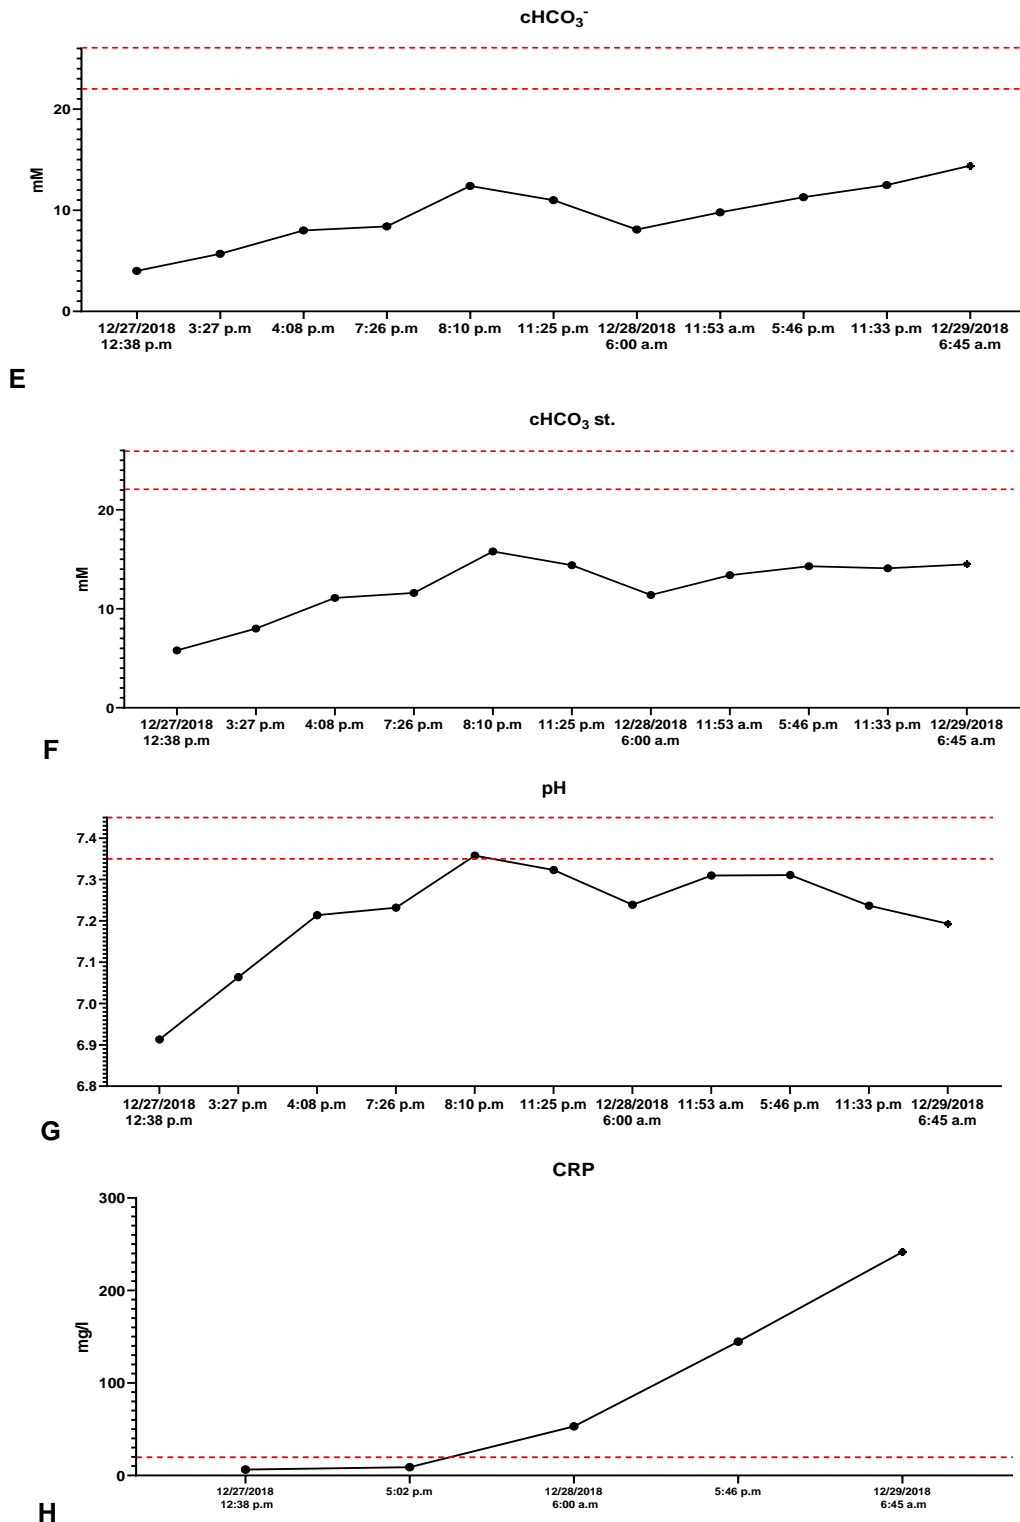 cHCO₃⁻
20
mM
10
0
12/27/2018 3:27 p.m 4:08 p.m 7:26 p.m 8:10 p.m 11:25 p.m 12/28/2018 11:53 a.m 5:46 p.m 11:33 p.m 12/29/2018
12:38 p.m 6:00 a.m 6:45 a.m
E
cHCO₃ st.
20
mM
10
0
12/27/2018 3:27 p.m 4:08 p.m 7:26 p.m 8:10 p.m 11:25 p.m 12/28/2018 11:53 a.m 5:46 p.m 11:33 p.m 12/29/2018
12:38 p.m 6:00 a.m 6:45 a.m
F
pH
7.4
7.3
7.2
7.1
7.0
6.9
6.8
12/27/2018 3:27 p.m 4:08 p.m 7:26 p.m 8:10 p.m 11:25 p.m 12/28/2018 11:53 a.m 5:46 p.m 11:33 p.m 12/29/2018
12:38 p.m 6:00 a.m 6:45 a.m
G
CRP
300
200
mg/l
100
0
12/27/2018 5:02 p.m 12/28/2018 5:46 p.m 12/29/2018
12:38 p.m 6:00 a.m 6:45 a.m
H